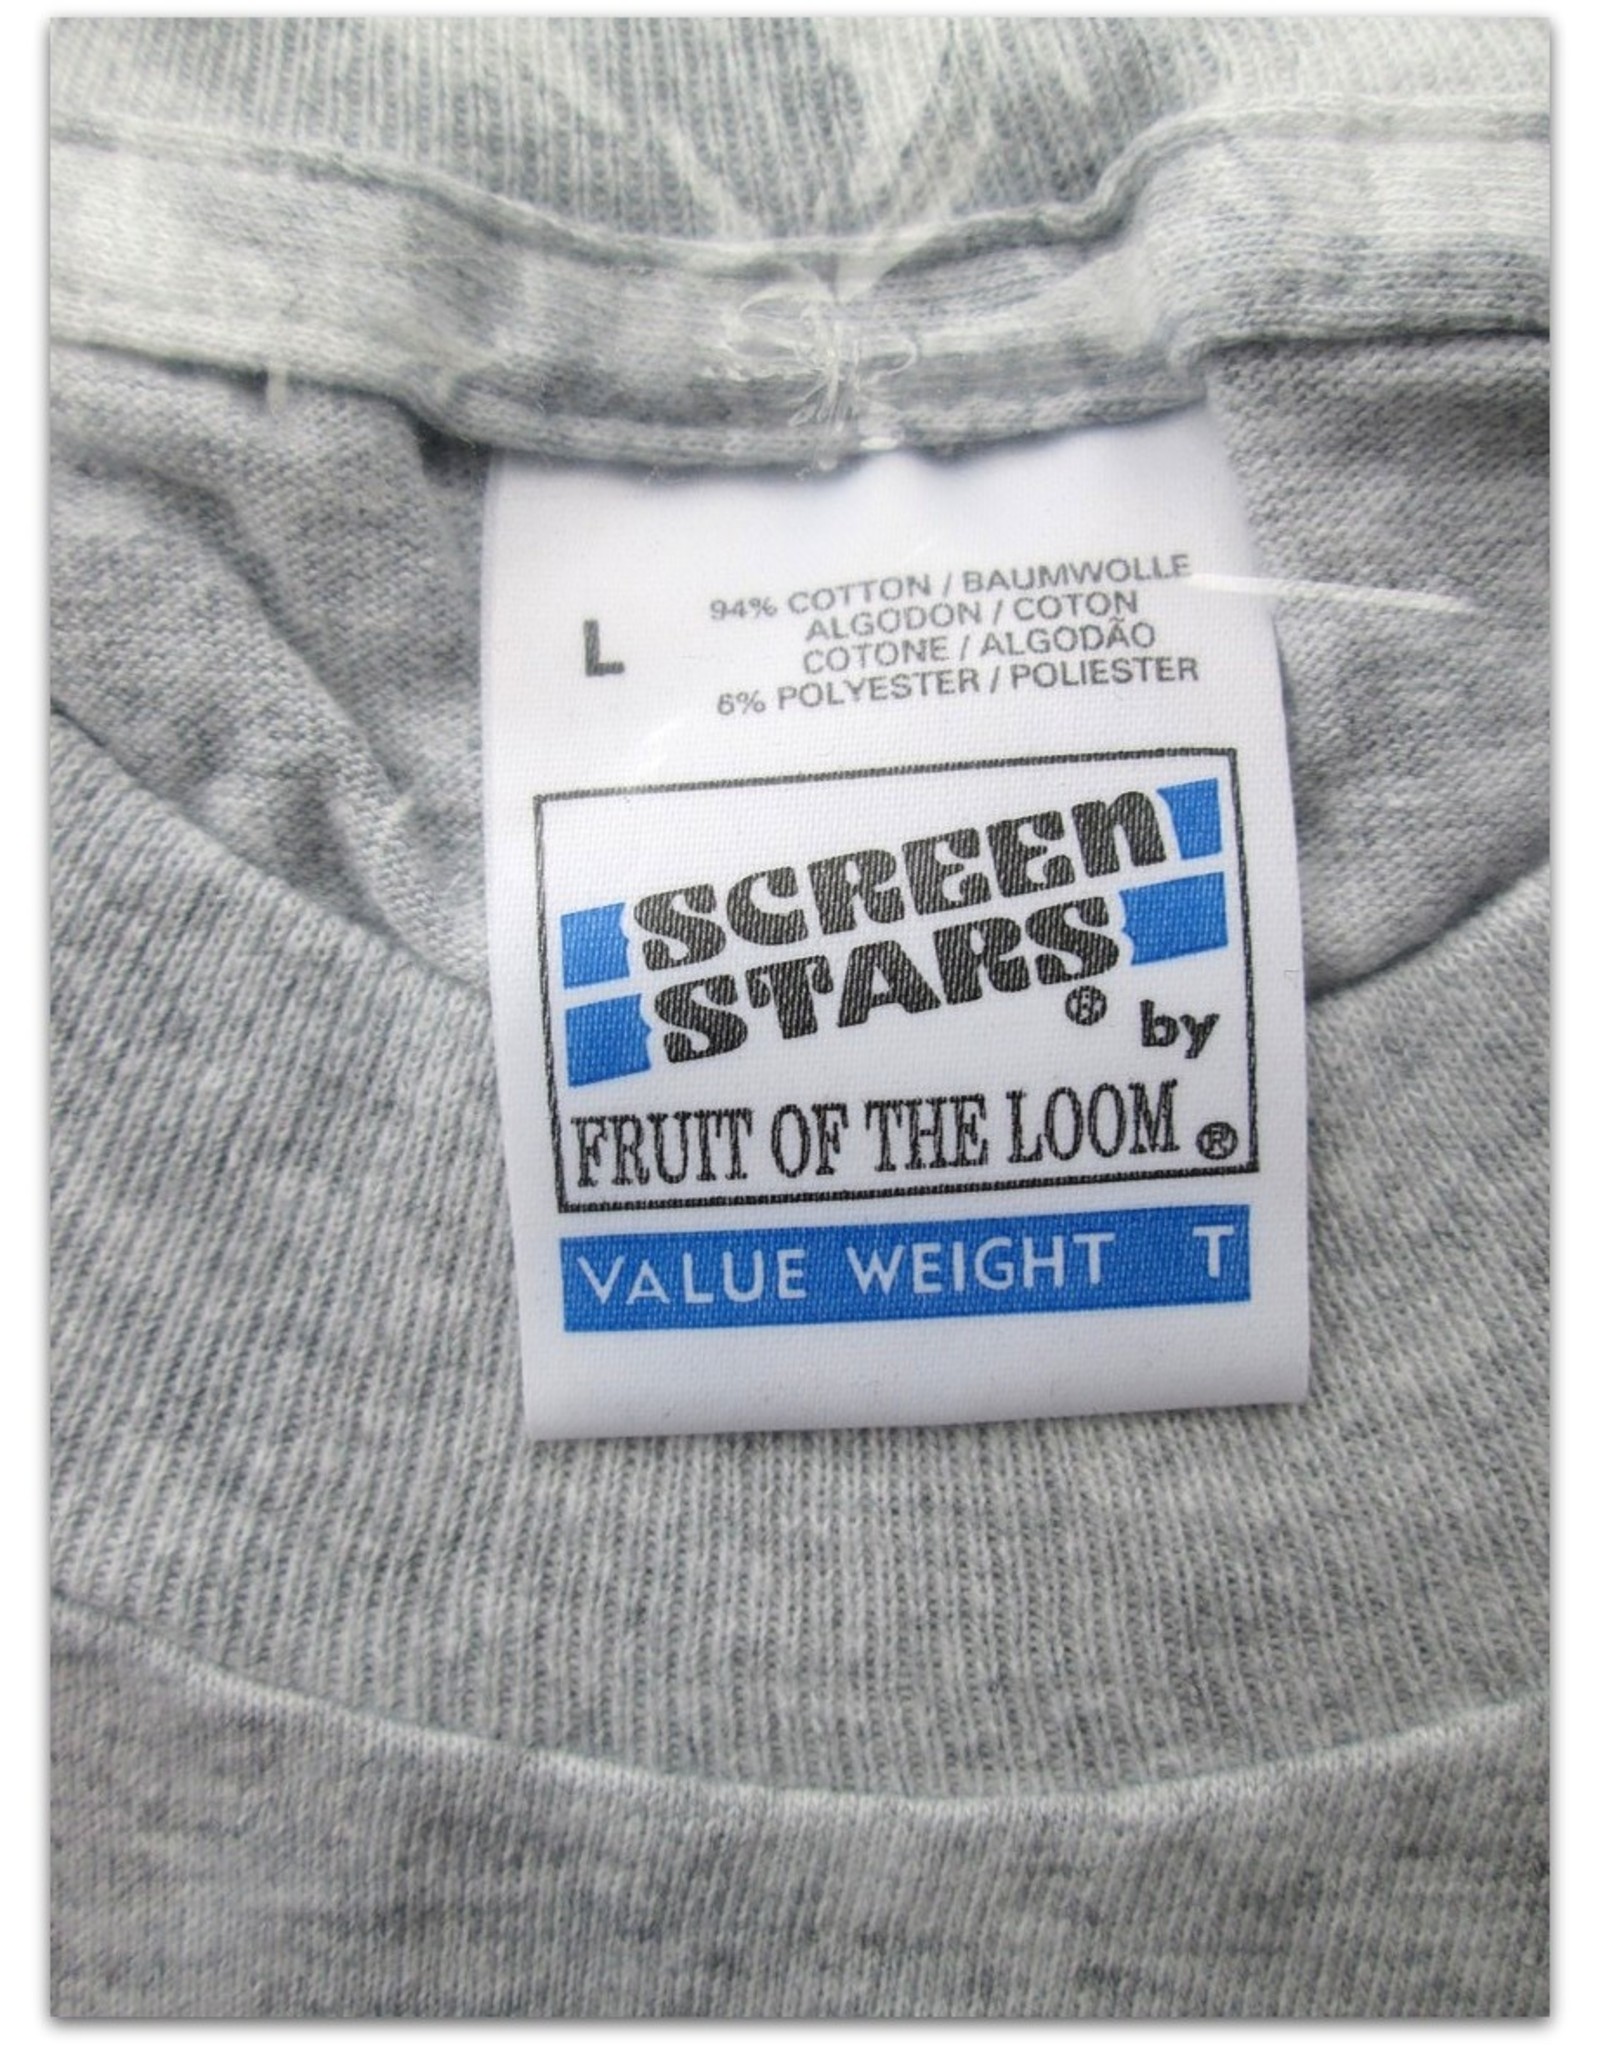 L
94% COTTON / BAUMWOLLE
ALGODON / COTON
COTONE / ALGODÃO
6% POLYESTER / POLIESTER
SCREEN
STARS® by
FRUIT OF THE LOOM®
VALUE WEIGHT T